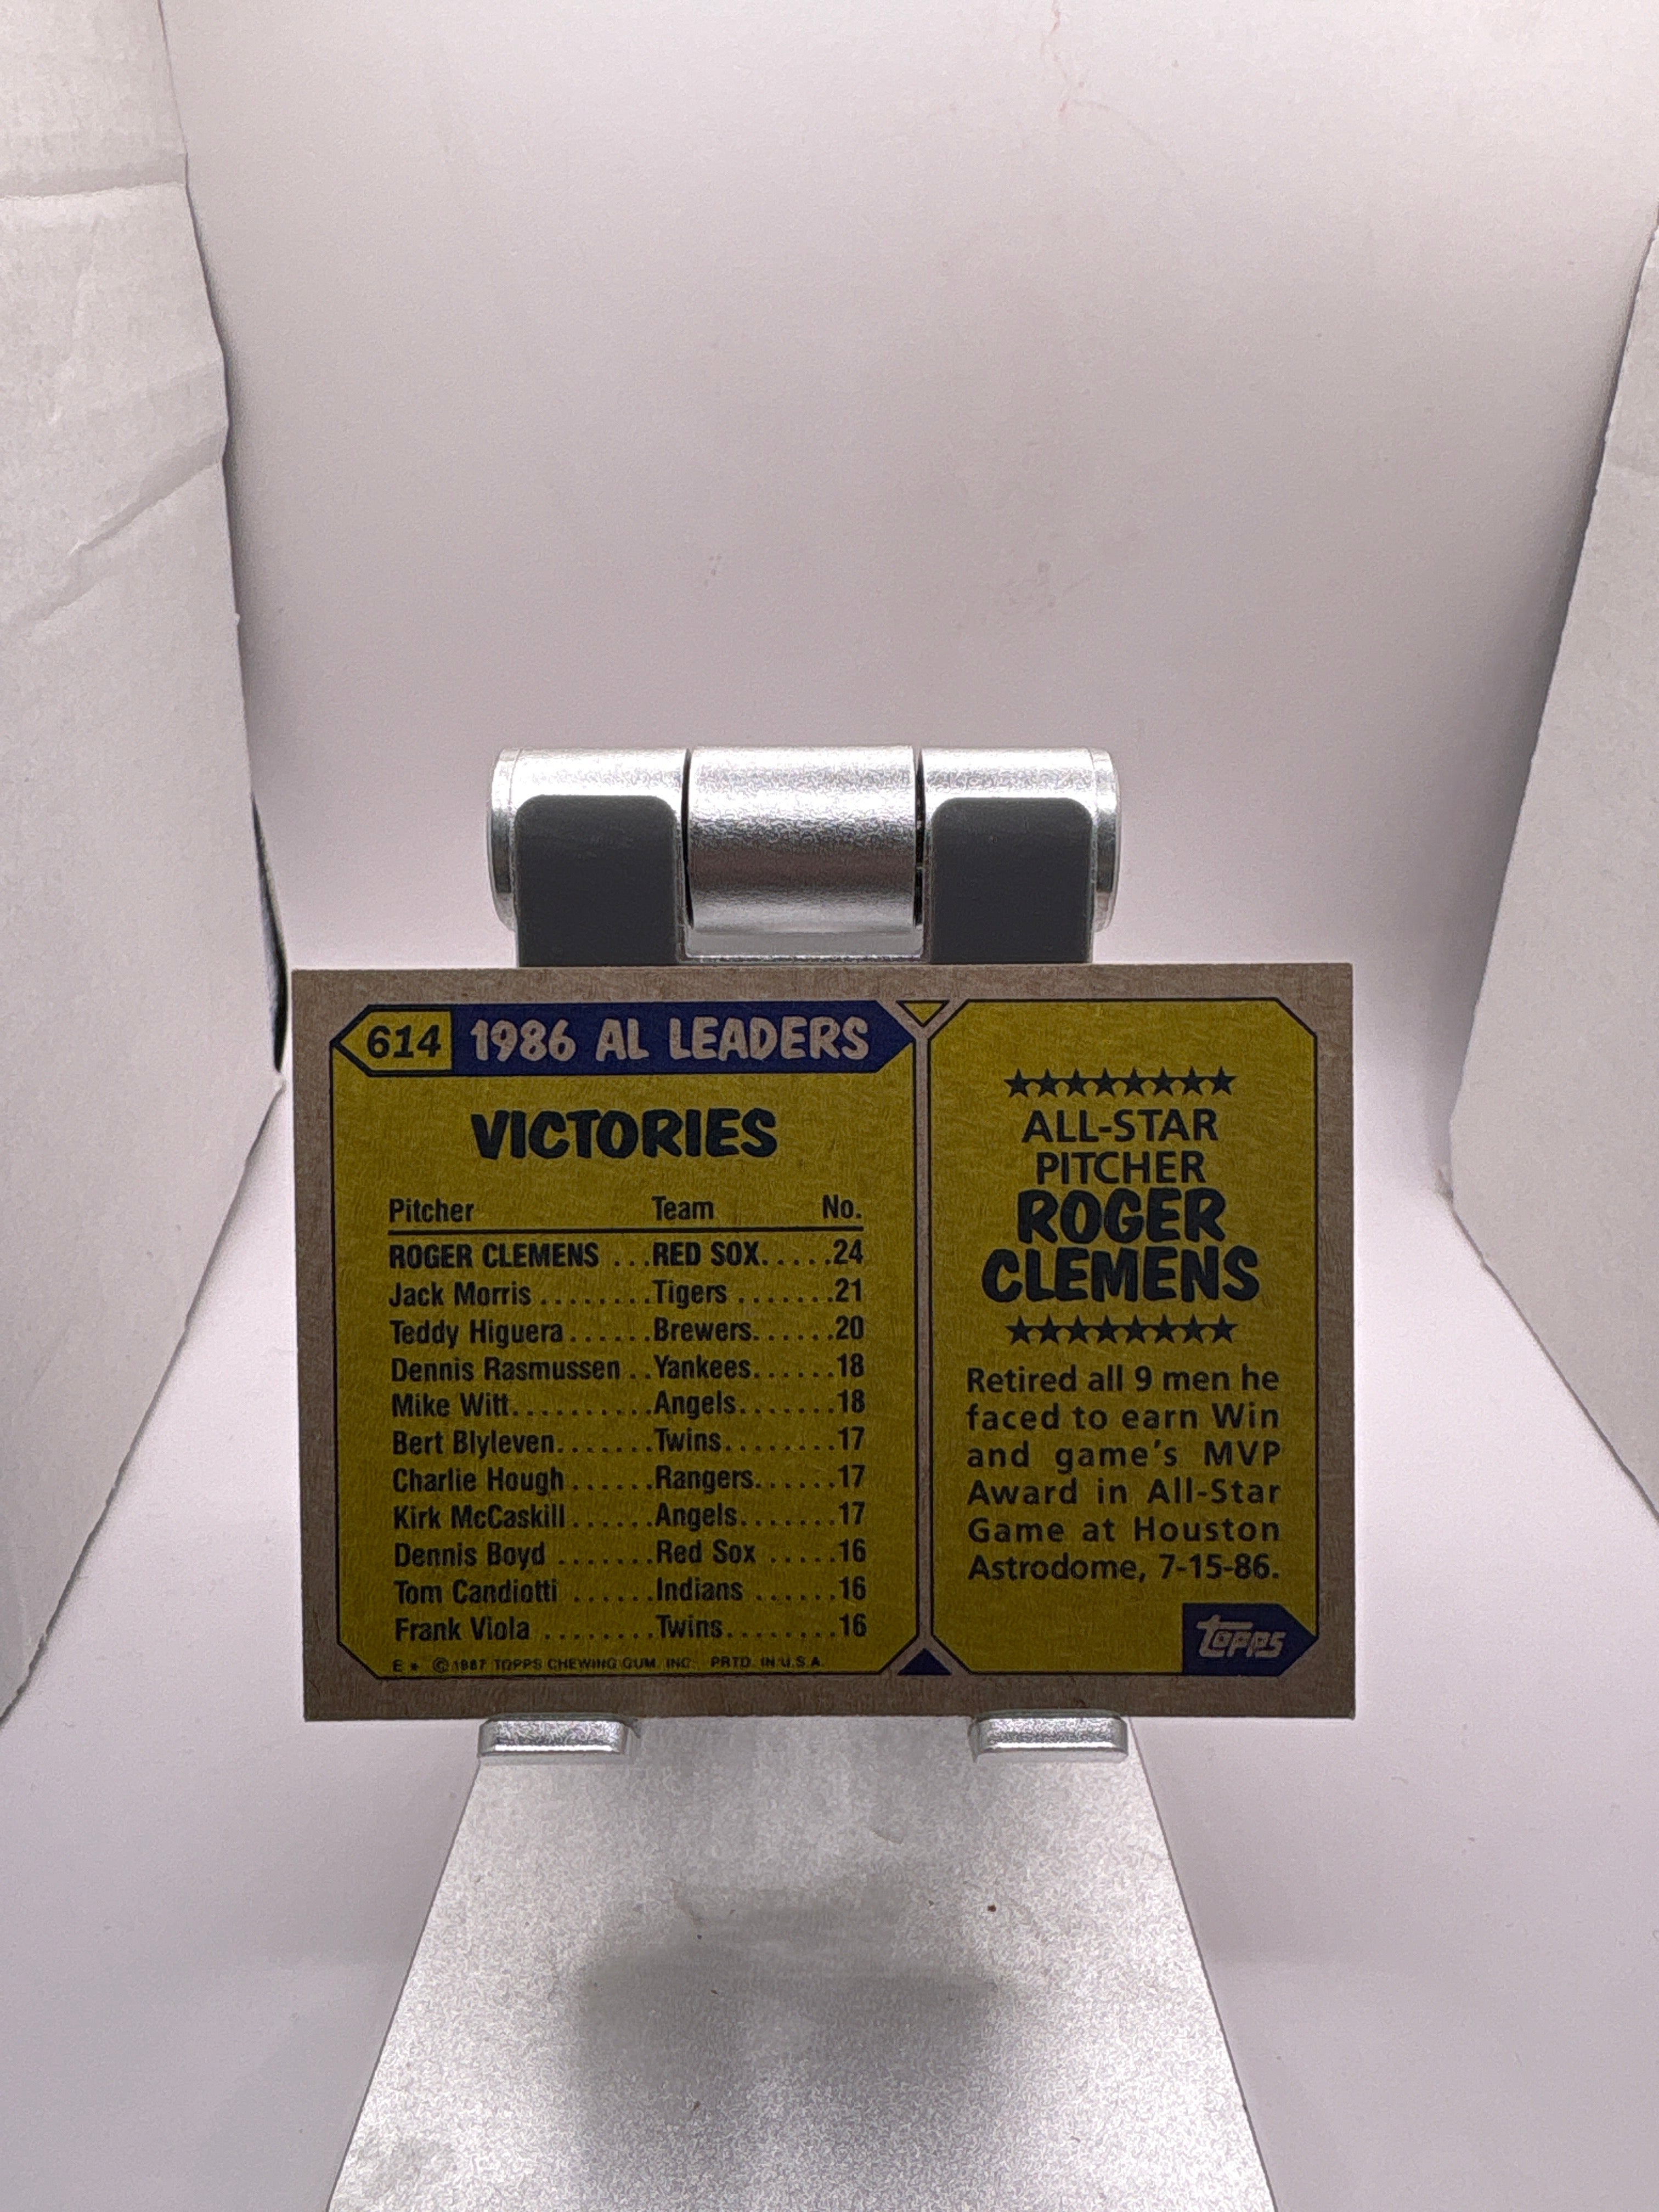 614 1986 AL LEADERS
VICTORIES
Pitcher Team No.
ROGER CLEMENS ...RED SOX.....24
Jack Morris ........Tigers .......21
Teddy Higuera......Brewers......20
Dennis Rasmussen ..Yankees......18
Mike Witt..........Angels.......18
Bert Blyleven.......Twins........17
Charlie Hough ......Rangers......17
Kirk McCaskill ......Angels.......17
Dennis Boyd .......Red Sox .....16
Tom Candiotti ......Indians ......16
Frank Viola ........Twins........16
E* ©1987 TOPPS CHEWING GUM, INC. PRTD. IN U.S.A.
★★★★★★★★
ALL-STAR
PITCHER
ROGER
CLEMENS
★★★★★★★★
Retired all 9 men he
faced to earn Win
and game's MVP
Award in All-Star
Game at Houston
Astrodome, 7-15-86.
topps